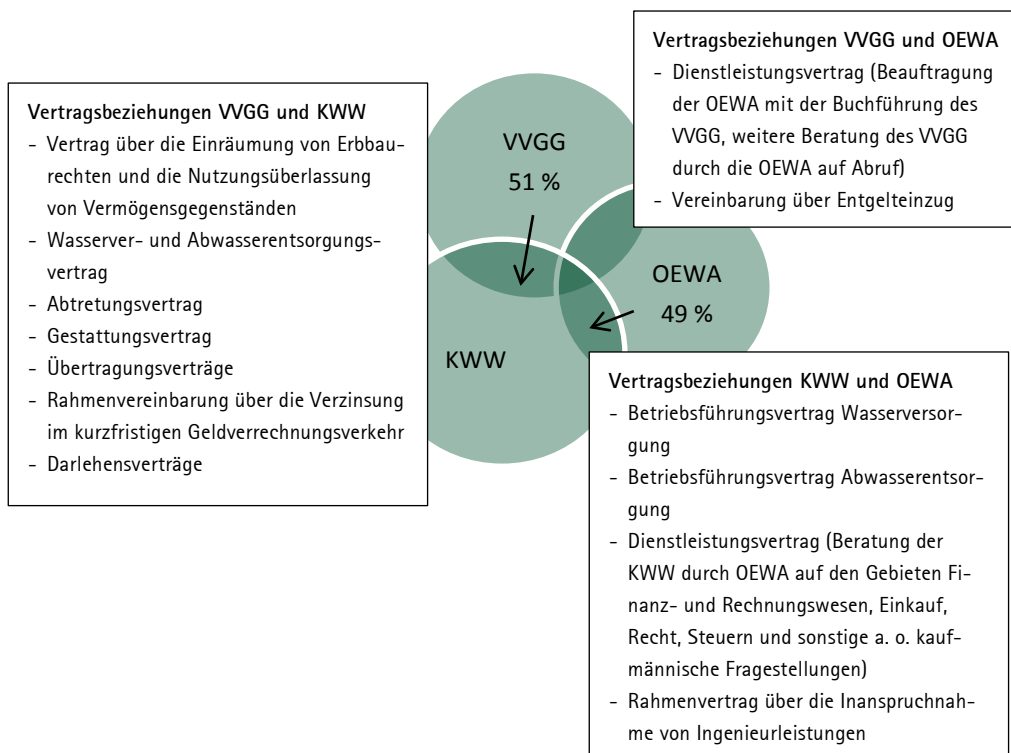 Vertragsbeziehungen VVGG und OEWA
- Dienstleistungsvertrag (Beauftragung
der OEWA mit der Buchführung des
VVGG, weitere Beratung des VVGG
durch die OEWA auf Abruf)
- Vereinbarung über Entgelteinzug
Vertragsbeziehungen VVGG und KWW
- Vertrag über die Einräumung von Erbbau-
rechten und die Nutzungsüberlassung
von Vermögensgegenständen
- Wasserver- und Abwasserentsorgungs-
vertrag
- Abtretungsvertrag
- Gestattungsvertrag
- Übertragungsverträge
- Rahmenvereinbarung über die Verzinsung
im kurzfristigen Geldverrechnungsverkehr
- Darlehensverträge
VVGG
51 %
OEWA
49 %
KWW
Vertragsbeziehungen KWW und OEWA
- Betriebsführungsvertrag Wasserversor-
gung
- Betriebsführungsvertrag Abwasserentsor-
gung
- Dienstleistungsvertrag (Beratung der
KWW durch OEWA auf den Gebieten Fi-
nanz- und Rechnungswesen, Einkauf,
Recht, Steuern und sonstige a. o. kauf-
männische Fragestellungen)
- Rahmenvertrag über die Inanspruchnah-
me von Ingenieurleistungen